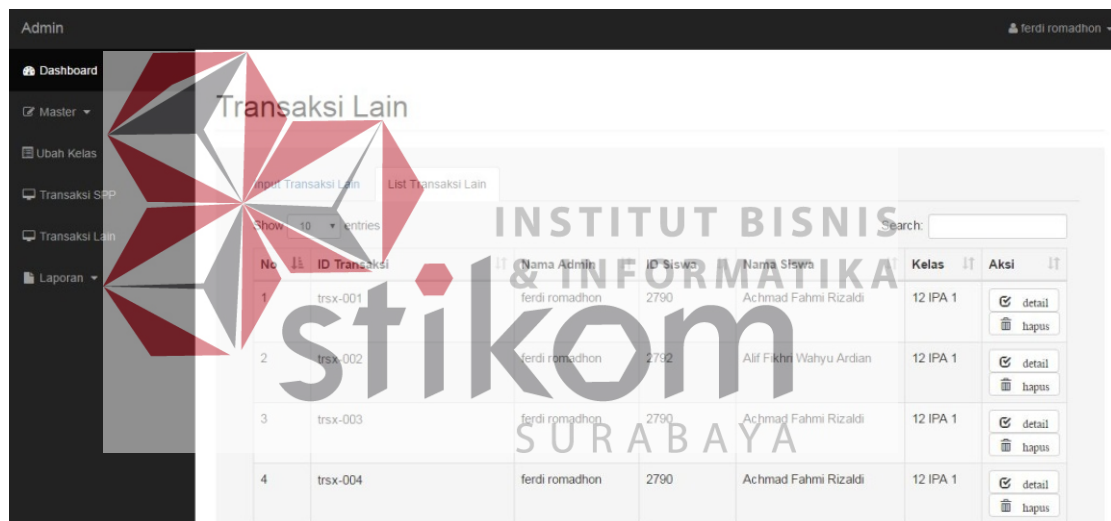 Admin
ferdi romadhon
Dashboard
Master
Ubah Kelas
Transaksi SPP
Transaksi Lain
Laporan
Transaksi Lain
Input Transaksi Lain
List Transaksi Lain
Show 10 entries
Search:
No ID Transaksi Nama Admin ID Siswa Nama Siswa Kelas Aksi
1 trsx-001 ferdi romadhon 2790 Achmad Fahmi Rizaldi 12 IPA 1 detail
hapus
2 trsx-002 ferdi romadhon 2792 Alif Fikhri Wahyu Ardian 12 IPA 1 detail
hapus
3 trsx-003 ferdi romadhon 2790 Achmad Fahmi Rizaldi 12 IPA 1 detail
hapus
4 trsx-004 ferdi romadhon 2790 Achmad Fahmi Rizaldi 12 IPA 1 detail
hapus
INSTITUT BISNIS
& INFORMATIKA
stikom
SURABAYA